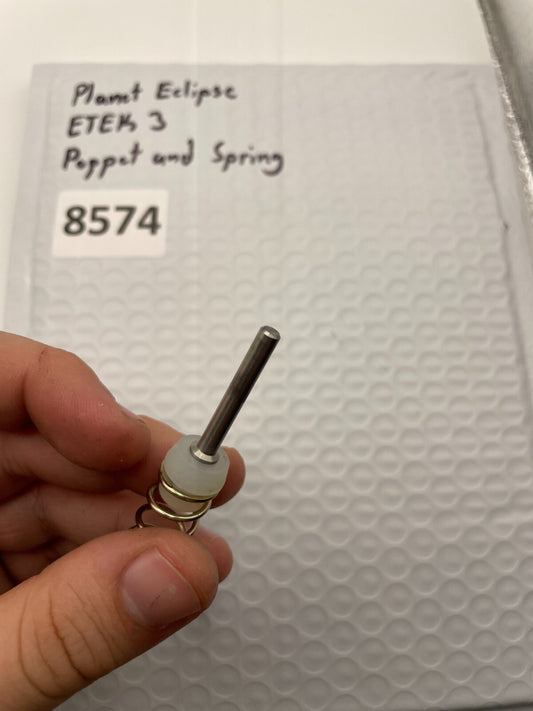 Planet Eclipse
ETEK 3
Poppet and Spring
8574